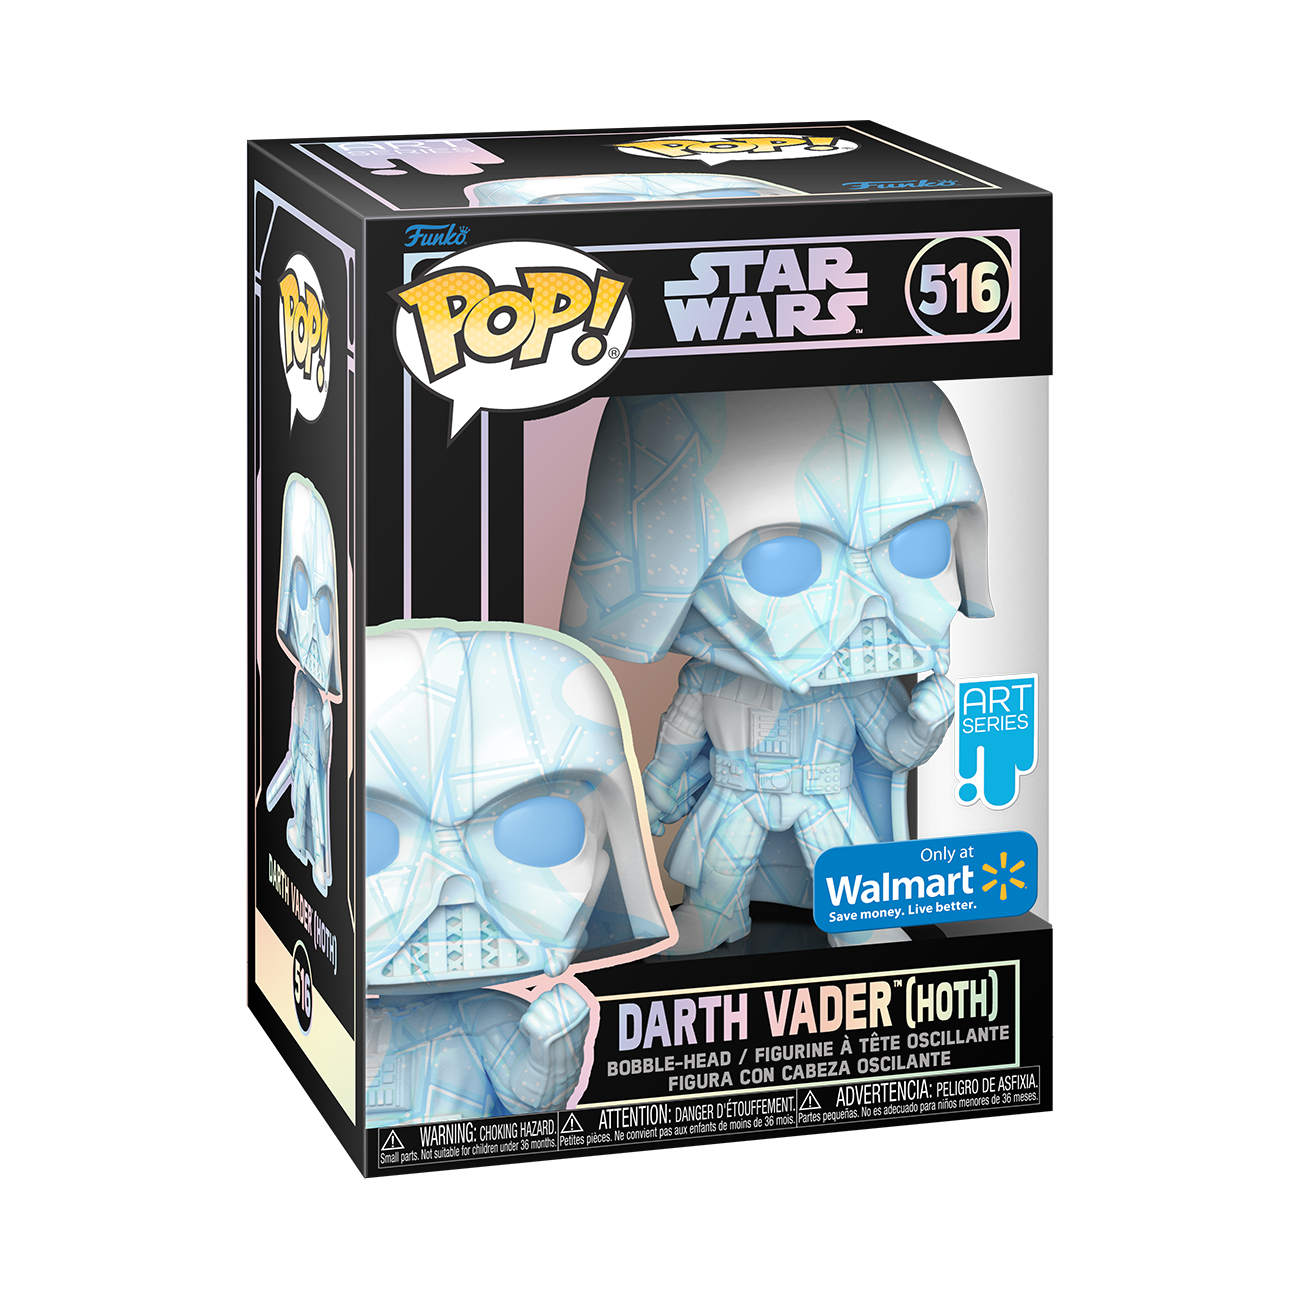 ART
SERIES
POP!
Funko
Funko
POP!®
STAR
WARS™
516
POP!
ART
SERIES
Only at
Walmart
Save money. Live better.
DARTH VADER (HOTH)
516
DARTH VADER™ (HOTH)
BOBBLE-HEAD / FIGURINE À TÊTE OSCILLANTE
FIGURA CON CABEZA OSCILANTE
WARNING: CHOKING HAZARD.
Small parts. Not suitable for children under 36 months.
ATTENTION: DANGER D'ÉTOUFFEMENT.
Petites pièces. Ne convient pas aux enfants de moins de 36 mois.
ADVERTENCIA: PELIGRO DE ASFIXIA.
Partes pequeñas. No es adecuado para niños menores de 36 meses.